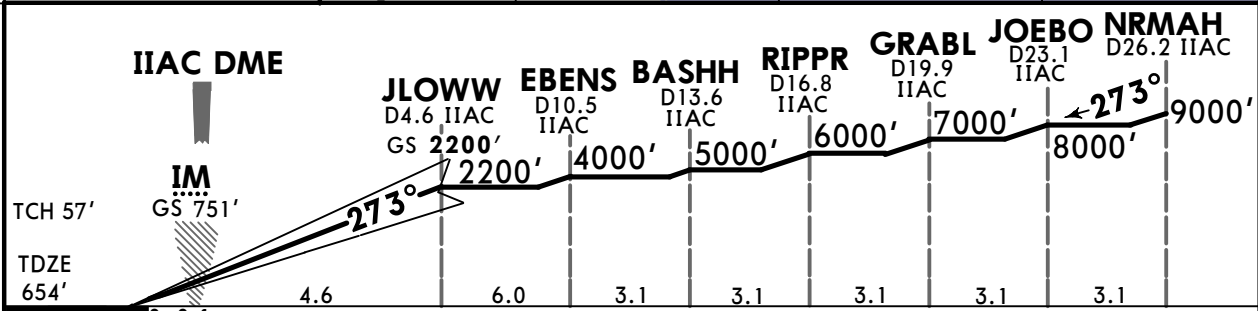 IIAC DME
IM
GS 751'
TCH 57'
TDZE
654'
JLOWW
D4.6 IIAC
GS 2200'
EBENS
D10.5
IIAC
BASHH
D13.6
IIAC
RIPPR
D16.8
IIAC
GRABL
D19.9
IIAC
JOEBO
D23.1
IIAC
NRMAH
D26.2 IIAC
273°
2200'
4000'
5000'
6000'
7000'
8000'
←273°
9000'
4.6
6.0
3.1
3.1
3.1
3.1
3.1